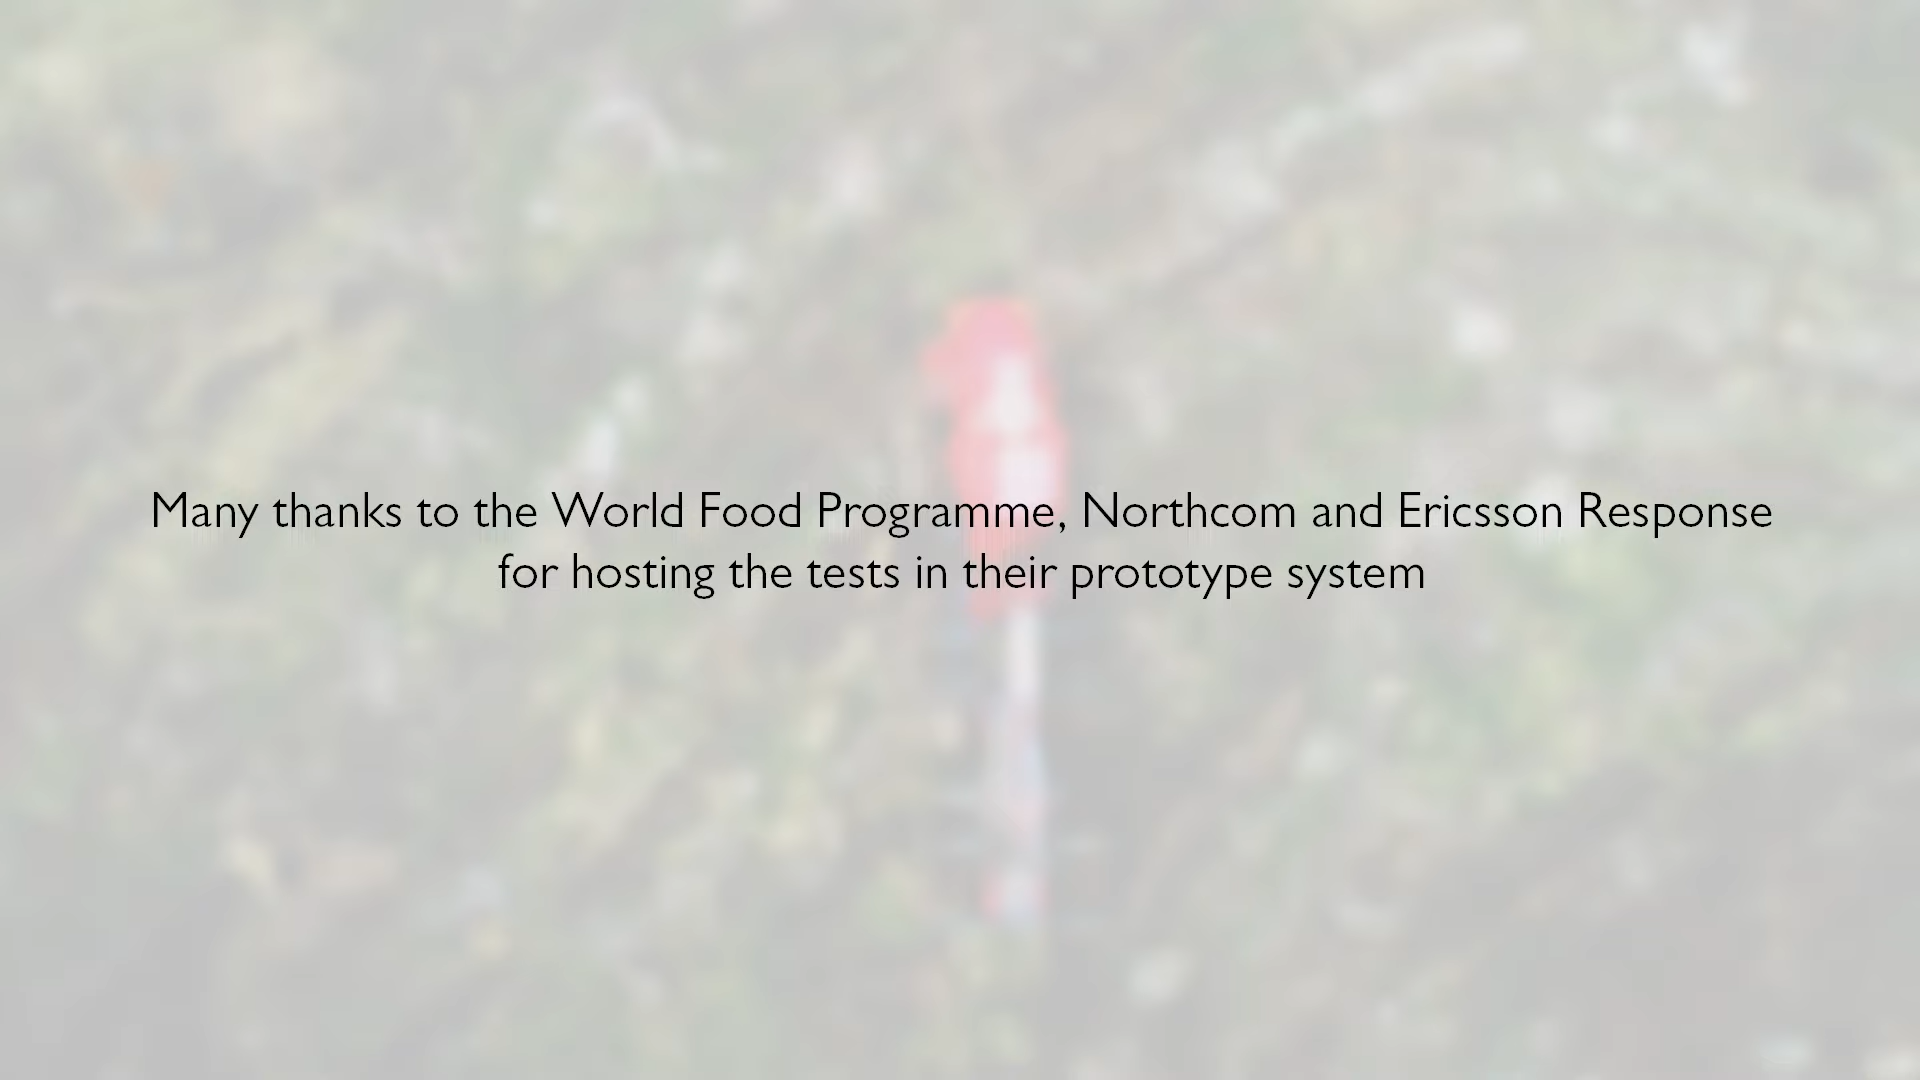 Many thanks to the World Food Programme, Northcom and Ericsson Response
for hosting the tests in their prototype system